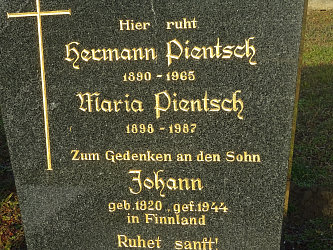 Hier ruht
Hermann Pientsch
1890 - 1965
Maria Pientsch
1898 - 1987
Zum Gedenken an den Sohn
Johann
geb. 1920, gef. 1944
in Finnland
Ruhet sanft!